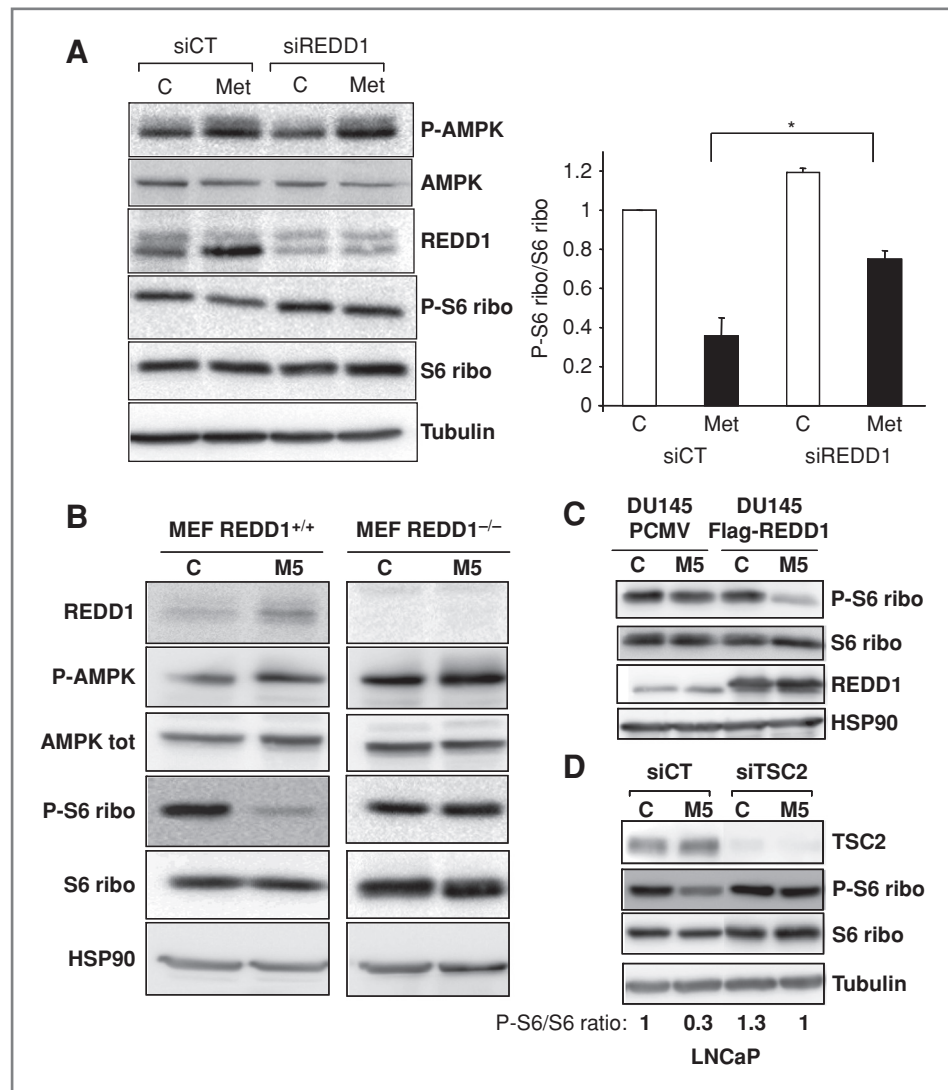 A
siCT siREDD1
C Met C Met
P-AMPK
AMPK
REDD1
P-S6 ribo
S6 ribo
Tubulin
P-S6 ribo/S6 ribo
*
1.2
1
0.8
0.6
0.4
0.2
0
C Met C Met
siCT siREDD1
B
MEF REDD1+/+ MEF REDD1–/–
C M5 C M5
REDD1
P-AMPK
AMPK tot
P-S6 ribo
S6 ribo
HSP90
C
DU145 DU145
PCMV Flag-REDD1
C M5 C M5
P-S6 ribo
S6 ribo
REDD1
HSP90
D
siCT siTSC2
C M5 C M5
TSC2
P-S6 ribo
S6 ribo
Tubulin
P-S6/S6 ratio: 1 0.3 1.3 1
LNCaP